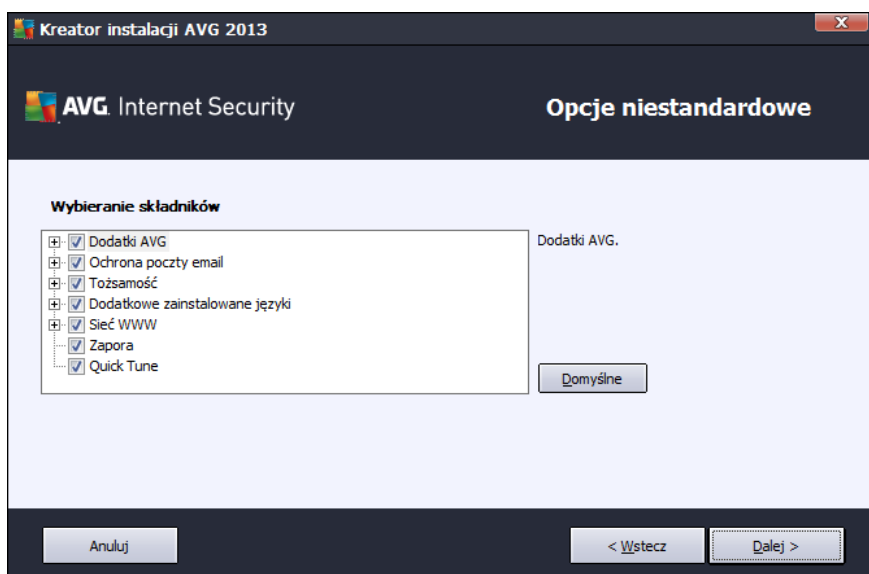 Kreator instalacji AVG 2013
X
AVG. Internet Security
Opcje niestandardowe
Wybieranie składników
Dodatki AVG
Ochrona poczty email
Tożsamość
Dodatkowe zainstalowane języki
Sieć WWW
Zapora
Quick Tune
Dodatki AVG.
Domyślne
Anuluj
< Wstecz
Dalej >